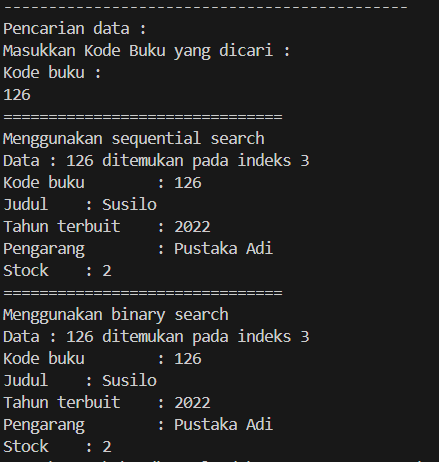 ---------------------------------------------
Pencarian data :
Masukkan Kode Buku yang dicari :
Kode buku :
126
===============================
Menggunakan sequential search
Data : 126 ditemukan pada indeks 3
Kode buku        : 126
Judul    : Susilo
Tahun terbuit    : 2022
Pengarang        : Pustaka Adi
Stock    : 2
===============================
Menggunakan binary search
Data : 126 ditemukan pada indeks 3
Kode buku        : 126
Judul    : Susilo
Tahun terbuit    : 2022
Pengarang        : Pustaka Adi
Stock    : 2